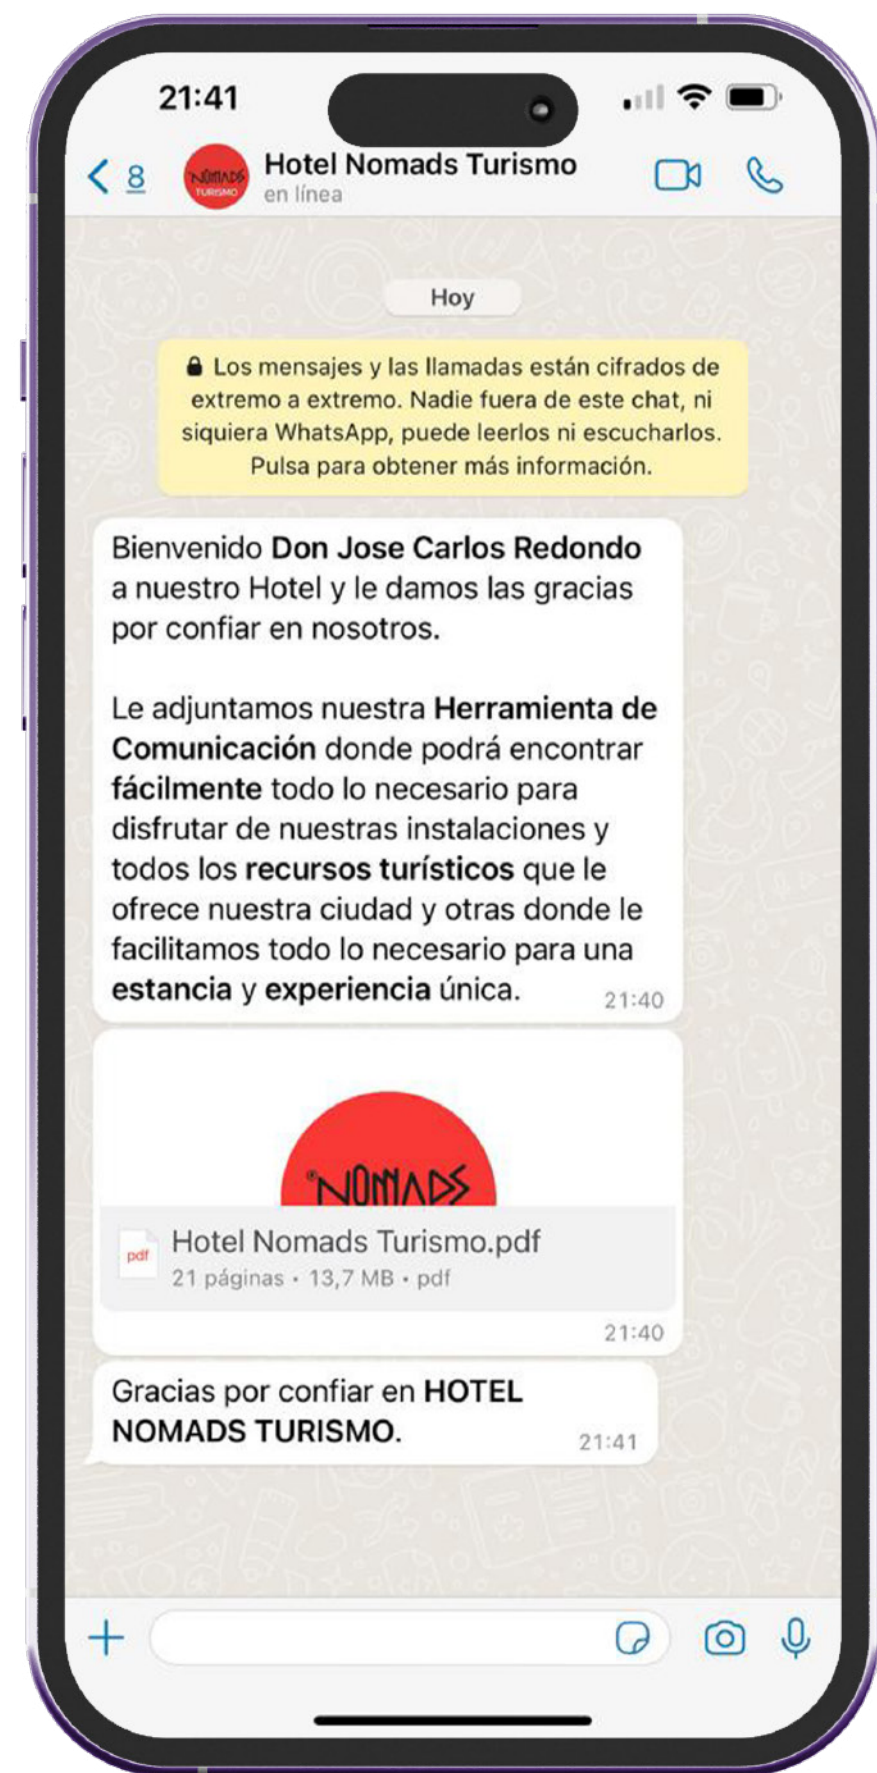 21:41
8
NOMADS
TURISMO
Hotel Nomads Turismo
en línea
Hoy
Los mensajes y las llamadas están cifrados de
extremo a extremo. Nadie fuera de este chat, ni
siquiera WhatsApp, puede leerlos ni escucharlos.
Pulsa para obtener más información.
Bienvenido Don Jose Carlos Redondo
a nuestro Hotel y le damos las gracias
por confiar en nosotros.
Le adjuntamos nuestra Herramienta de
Comunicación donde podrá encontrar
fácilmente todo lo necesario para
disfrutar de nuestras instalaciones y
todos los recursos turísticos que le
ofrece nuestra ciudad y otras donde le
facilitamos todo lo necesario para una
estancia y experiencia única.
21:40
NOMADS
pdf
Hotel Nomads Turismo.pdf
21 páginas • 13,7 MB • pdf
21:40
Gracias por confiar en HOTEL
NOMADS TURISMO.
21:41